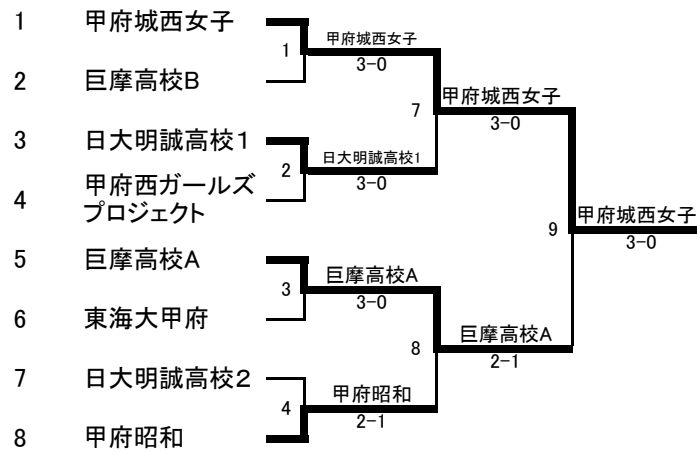 1 甲府城西女子
2 巨摩高校B
3 日大明誠高校1
4 甲府西ガールズ
プロジェクト
5 巨摩高校A
6 東海大甲府
7 日大明誠高校2
8 甲府昭和
1
甲府城西女子
3-0
2
日大明誠高校1
3-0
3
巨摩高校A
3-0
4
甲府昭和
2-1
7
甲府城西女子
3-0
8
巨摩高校A
2-1
9
甲府城西女子
3-0